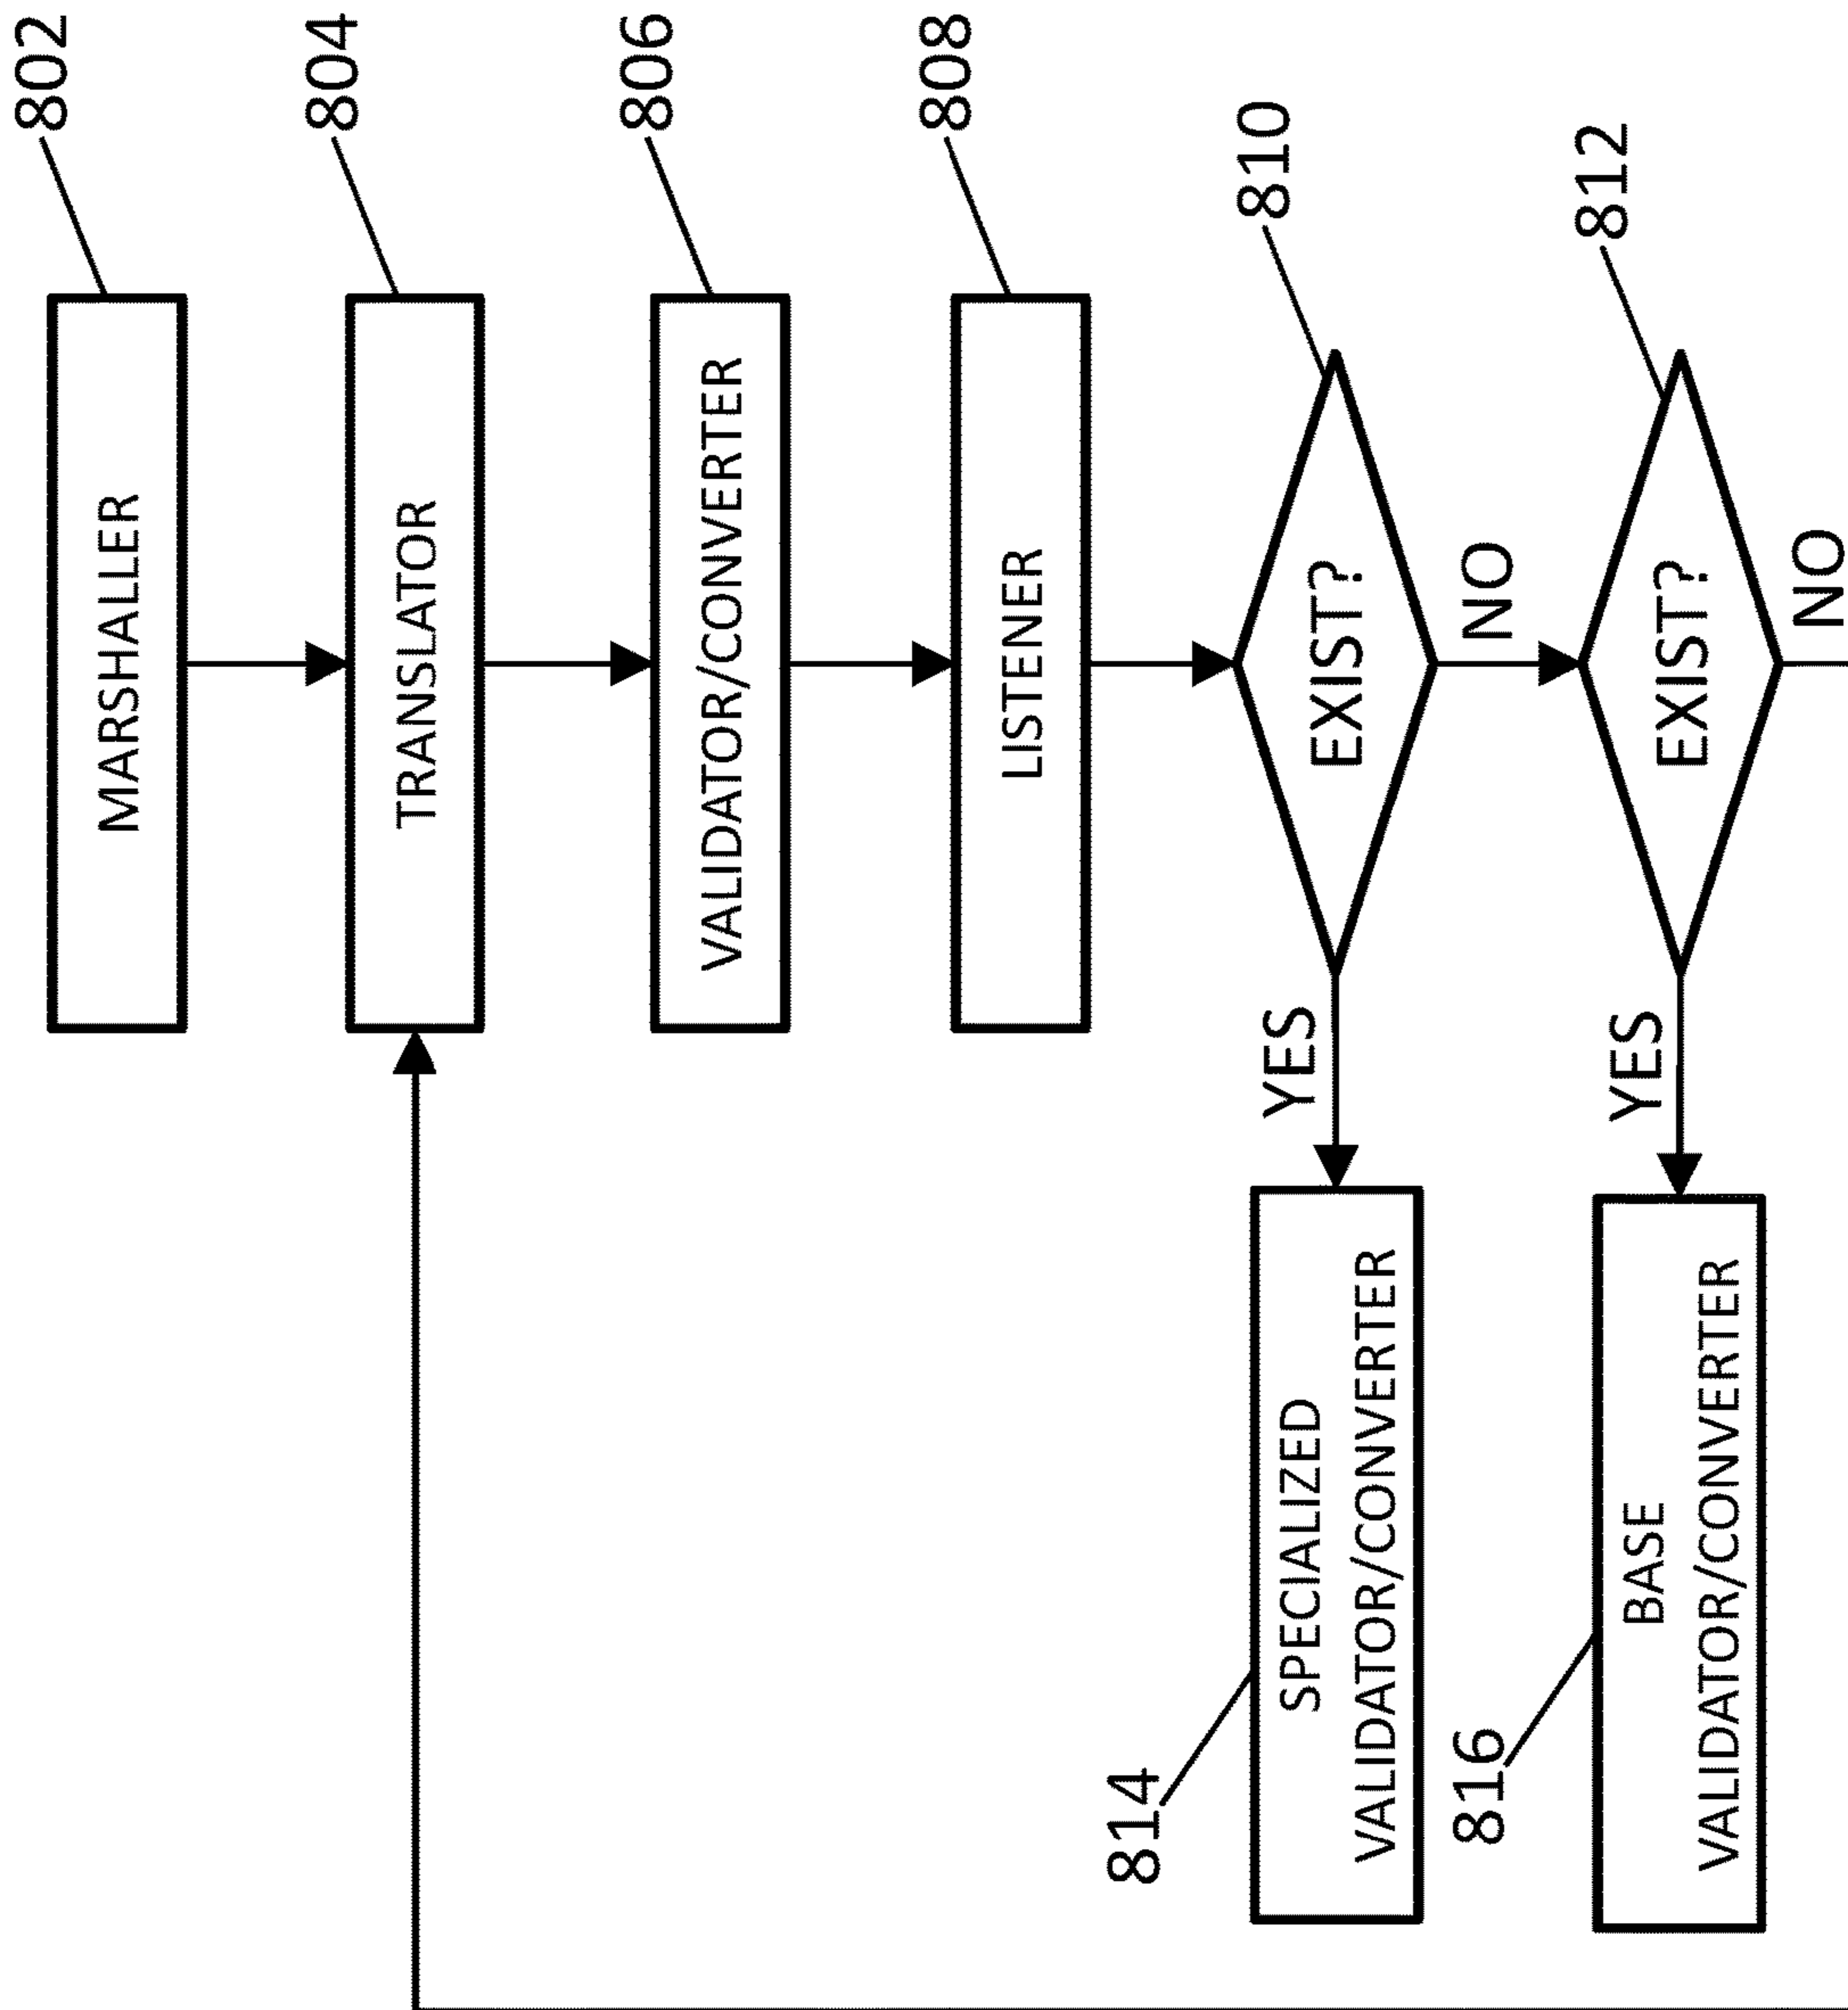 802
MARSHALLER
804
TRANSLATOR
806
VALIDATOR/CONVERTER
808
LISTENER
810
EXIST?
YES
NO
814
SPECIALIZED
VALIDATOR/CONVERTER
812
EXIST?
YES
NO
816
BASE
VALIDATOR/CONVERTER